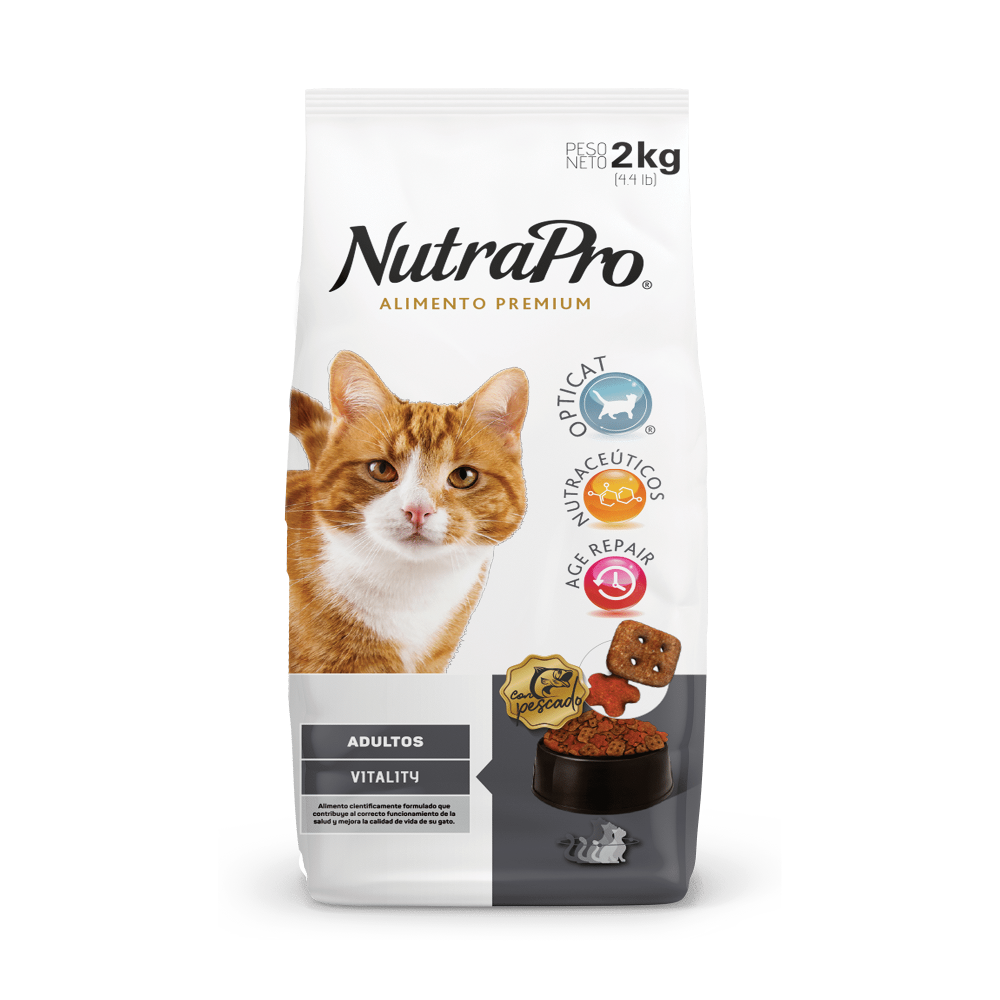 PESO
NETO 2kg
(4.4 lb)
NutraPro®
ALIMENTO PREMIUM
OPTICAT
®
NUTRACEÚTICOS
AGE REPAIR
con
pescado
ADULTOS
VITALITY
Alimento científicamente formulado que
contribuye al correcto funcionamiento de la
salud y mejora la calidad de vida de su gato.